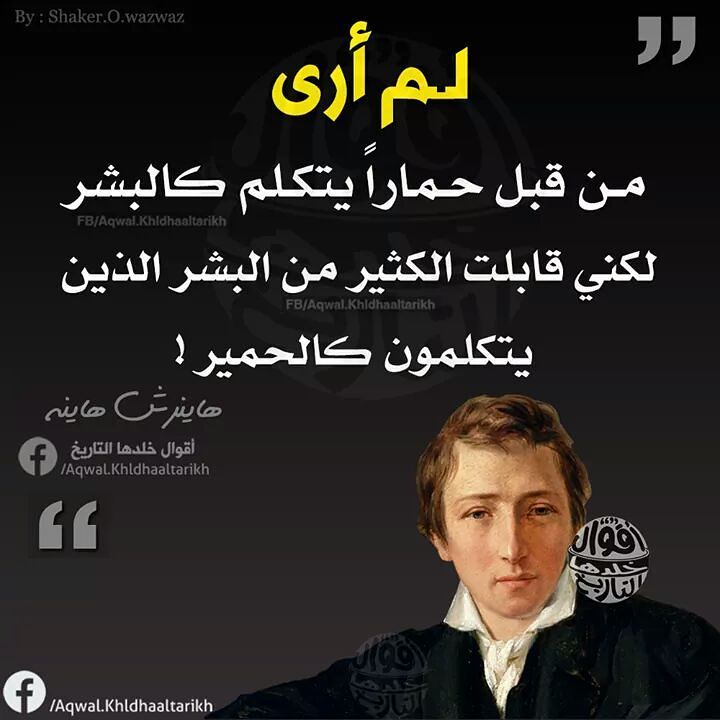 By : Shaker.O.wazwaz
لم أرى
من قبل حماراً يتكلم كالبشر
FB/Aqwal.Khldhaaltarikh
لكني قابلت الكثير من البشر الذين
FB/Aqwal.Khldhaaltarikh
يتكلمون كالحمير !
هاينرش هاينه
أقوال خلدها التاريخ
/Aqwal.Khldhaaltarikh
أقوال
خلدها
التاريخ
/Aqwal.Khldhaaltarikh